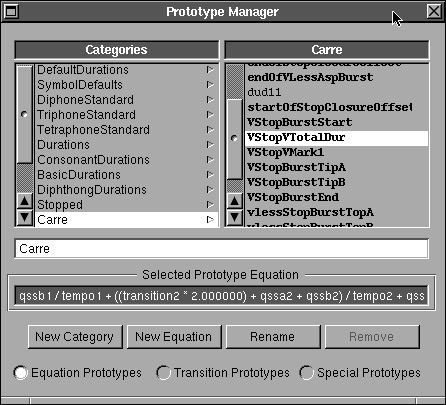 Prototype Manager
Categories
Carre
DefaultDurations
SymbolDefaults
DiphoneStandard
TriphoneStandard
TetraphoneStandard
Durations
ConsonantDurations
BasicDurations
DiphthongDurations
Stopped
Carre
endOfVLessAspBurst
dud11
startOfStopClosureOffset
VStopBurstStart
VStopVTotalDur
VStopVMark1
VStopBurstTipA
VStopBurstTipB
VStopBurstEnd
vlessStopBurstTopA
vlessStopBurstTopB
Carre
Selected Prototype Equation
qssb1 / tempo1 + ((transition2 * 2.000000) + qssa2 + qssb2) / tempo2 + qss
New Category
New Equation
Rename
Remove
Equation Prototypes
Transition Prototypes
Special Prototypes